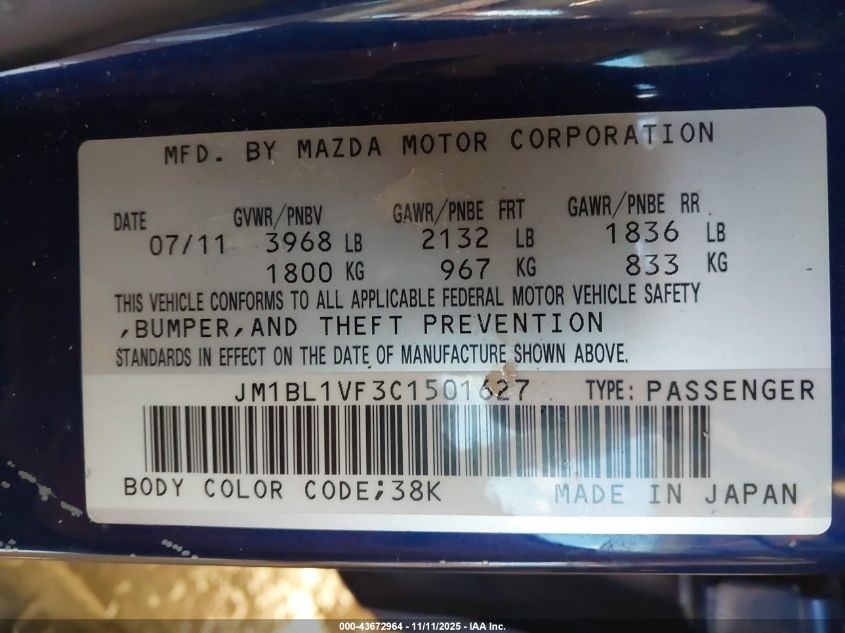 MFD. BY MAZDA MOTOR CORPORATION
DATE GVWR/PNBV GAWR/PNBE FRT GAWR/PNBE RR
07/11 3968 LB 2132 LB 1836 LB
1800 KG 967 KG 833 KG
THIS VEHICLE CONFORMS TO ALL APPLICABLE FEDERAL MOTOR VEHICLE SAFETY
,BUMPER,AND THEFT PREVENTION
STANDARDS IN EFFECT ON THE DATE OF MANUFACTURE SHOWN ABOVE.
JM1BL1VF3C1501627 TYPE: PASSENGER
BODY COLOR CODE;38K MADE IN JAPAN
000-43672964 - 11/11/2025 - IAA Inc.